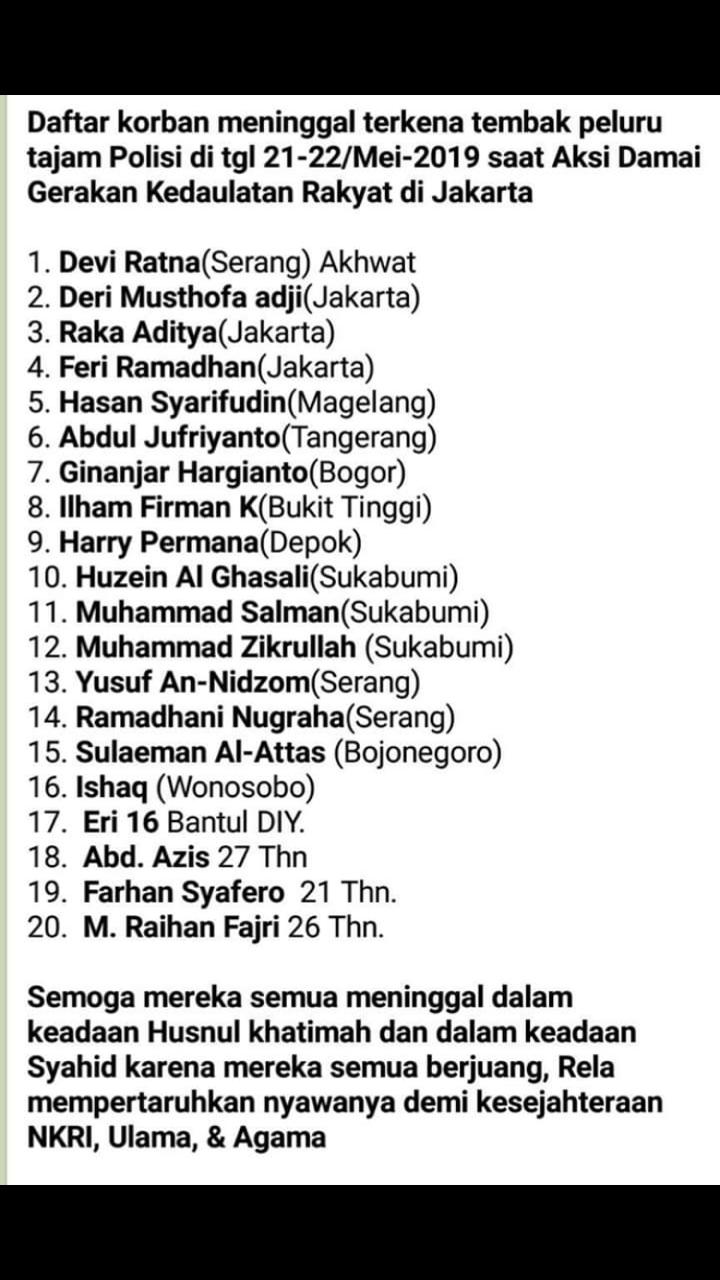 Daftar korban meninggal terkena tembak peluru
tajam Polisi di tgl 21-22/Mei-2019 saat Aksi Damai
Gerakan Kedaulatan Rakyat di Jakarta
1. Devi Ratna(Serang) Akhwat
2. Deri Musthofa adji(Jakarta)
3. Raka Aditya(Jakarta)
4. Feri Ramadhan(Jakarta)
5. Hasan Syarifudin(Magelang)
6. Abdul Jufriyanto(Tangerang)
7. Ginanjar Hargianto(Bogor)
8. Ilham Firman K(Bukit Tinggi)
9. Harry Permana(Depok)
10. Huzein Al Ghasali(Sukabumi)
11. Muhammad Salman(Sukabumi)
12. Muhammad Zikrullah (Sukabumi)
13. Yusuf An-Nidzom(Serang)
14. Ramadhani Nugraha(Serang)
15. Sulaeman Al-Attas (Bojonegoro)
16. Ishaq (Wonosobo)
17. Eri 16 Bantul DIY.
18. Abd. Azis 27 Thn
19. Farhan Syafero 21 Thn.
20. M. Raihan Fajri 26 Thn.
Semoga mereka semua meninggal dalam
keadaan Husnul khatimah dan dalam keadaan
Syahid karena mereka semua berjuang, Rela
mempertaruhkan nyawanya demi kesejahteraan
NKRI, Ulama, & Agama